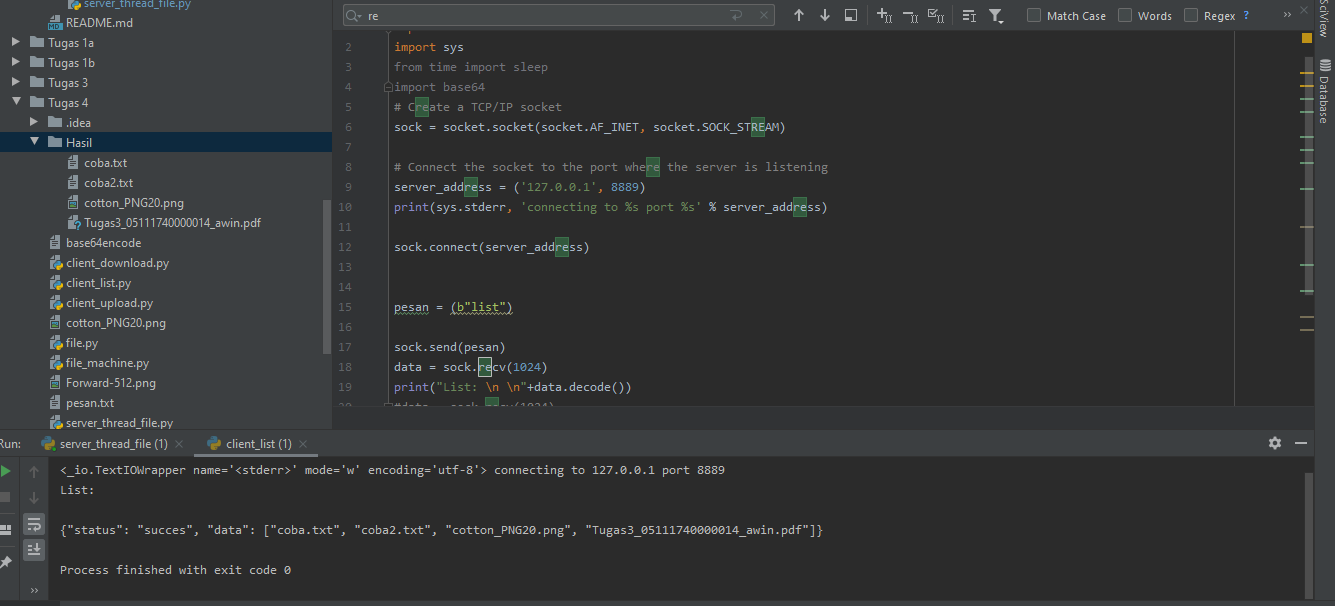 server_thread_file.py
README.md
Tugas 1a
Tugas 1b
Tugas 3
Tugas 4
.idea
Hasil
coba.txt
coba2.txt
cotton_PNG20.png
Tugas3_05111740000014_awin.pdf
base64encode
client_download.py
client_list.py
client_upload.py
cotton_PNG20.png
file.py
file_machine.py
Forward-512.png
pesan.txt
server_thread_file.py
re
Match Case
Words
Regex ?
2 import sys
3 from time import sleep
4 import base64
5 # Create a TCP/IP socket
6 sock = socket.socket(socket.AF_INET, socket.SOCK_STREAM)
7
8 # Connect the socket to the port where the server is listening
9 server_address = ('127.0.0.1', 8889)
10 print(sys.stderr, 'connecting to %s port %s' % server_address)
11
12 sock.connect(server_address)
13
14
15 pesan = (b"list")
16
17 sock.send(pesan)
18 data = sock.recv(1024)
19 print("List: \n \n"+data.decode())
20 #data = sock.recv(1024)
SciView
Database
Run:
server_thread_file (1)
client_list (1)
<_io.TextIOWrapper name='<stderr>' mode='w' encoding='utf-8'> connecting to 127.0.0.1 port 8889
List:
{"status": "succes", "data": ["coba.txt", "coba2.txt", "cotton_PNG20.png", "Tugas3_05111740000014_awin.pdf"]}
Process finished with exit code 0